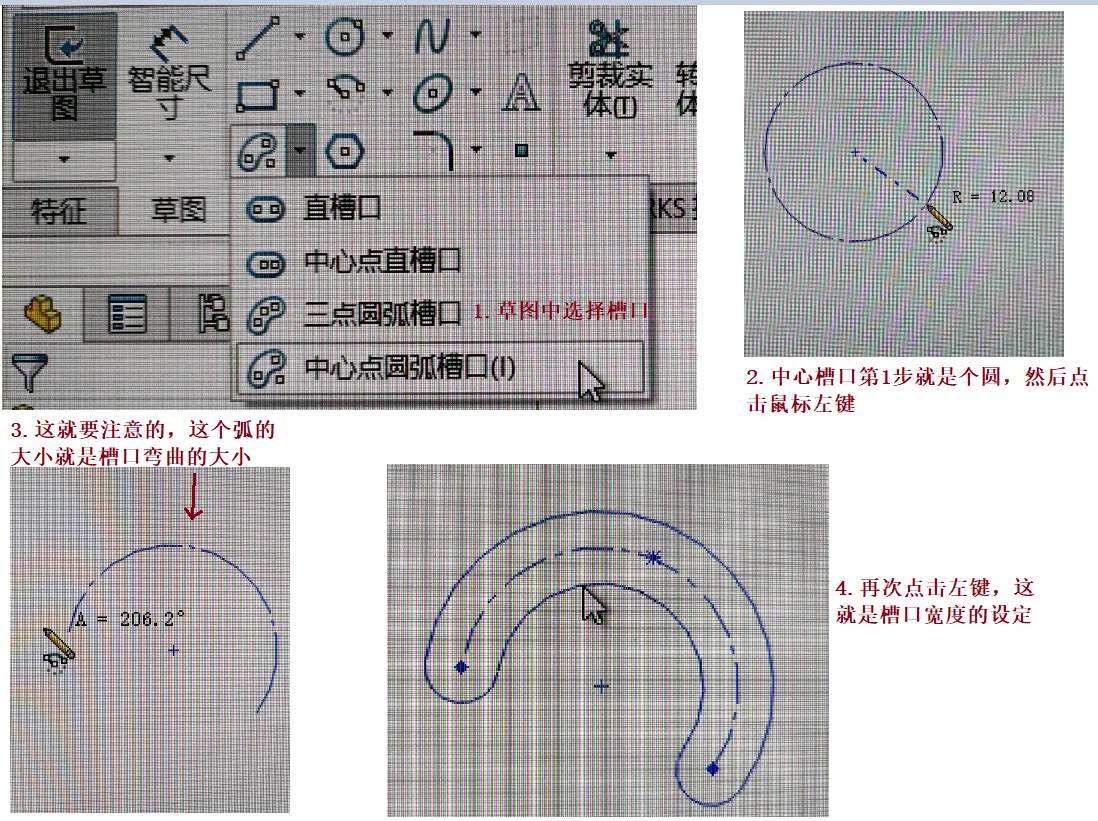 退出草
图
智能尺
寸
剪裁实
体(T)
特征
草图
直槽口
中心点直槽口
三点圆弧槽口
中心点圆弧槽口(I)
1.草图中选择槽口
R = 12.08
2.中心槽口第1步就是个圆，然后点
击鼠标左键
3.这就要注意的，这个弧的
大小就是槽口弯曲的大小
A = 206.2°
4.再次点击左键，这
就是槽口宽度的设定